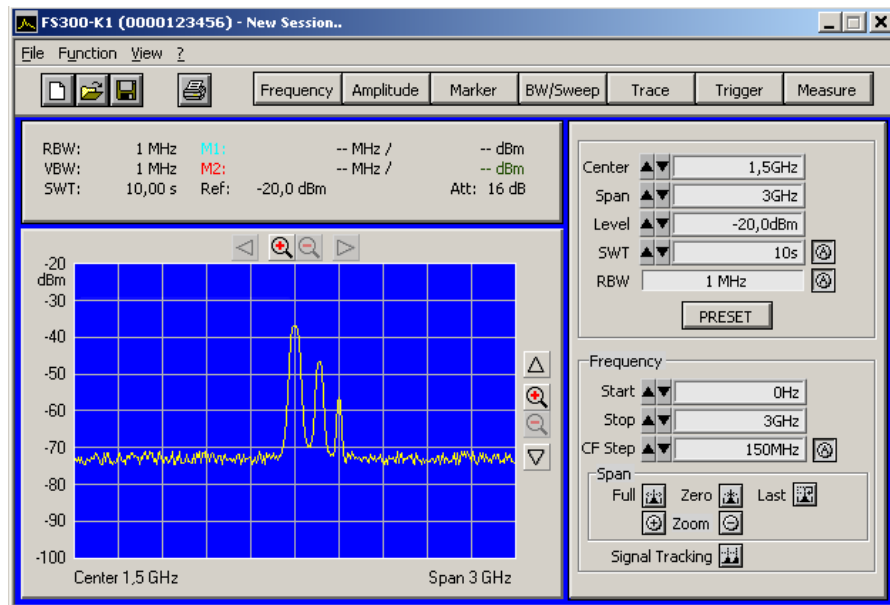 FS300-K1 (0000123456) - New Session..
File Function View ?
Frequency Amplitude Marker BW/Sweep Trace Trigger Measure
RBW: 1 MHz M1: -- MHz / -- dBm
VBW: 1 MHz M2: -- MHz / -- dBm
SWT: 10,00 s Ref: -20,0 dBm Att: 16 dB
-20
dBm
-30
-40
-50
-60
-70
-80
-90
-100
Center 1,5 GHz Span 3 GHz
Center 1,5GHz
Span 3GHz
Level -20,0dBm
SWT 10s
RBW 1 MHz
PRESET
Frequency
Start 0Hz
Stop 3GHz
CF Step 150MHz
Span
Full Zero Last
Zoom
Signal Tracking